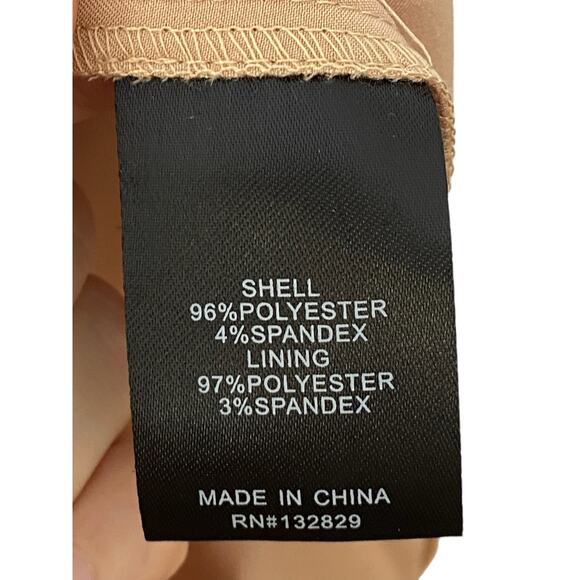 SHELL
96%POLYESTER
4%SPANDEX
LINING
97%POLYESTER
3%SPANDEX
MADE IN CHINA
RN#132829